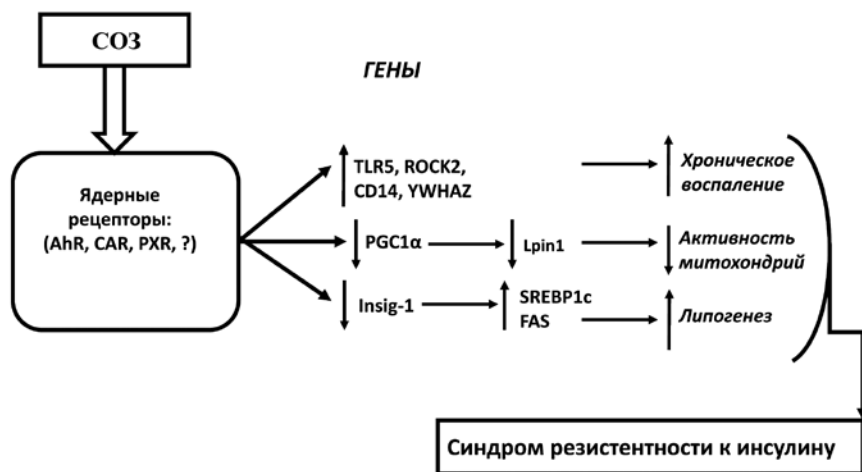 СОЗ
ГЕНЫ
Ядерные
рецепторы:
(AhR, CAR, PXR, ?)
TLR5, ROCK2,
CD14, YWHAZ
Хроническое
воспаление
PGC1α
Lpin1
Активность
митохондрий
Insig-1
SREBP1c
FAS
Липогенез
Синдром резистентности к инсулину